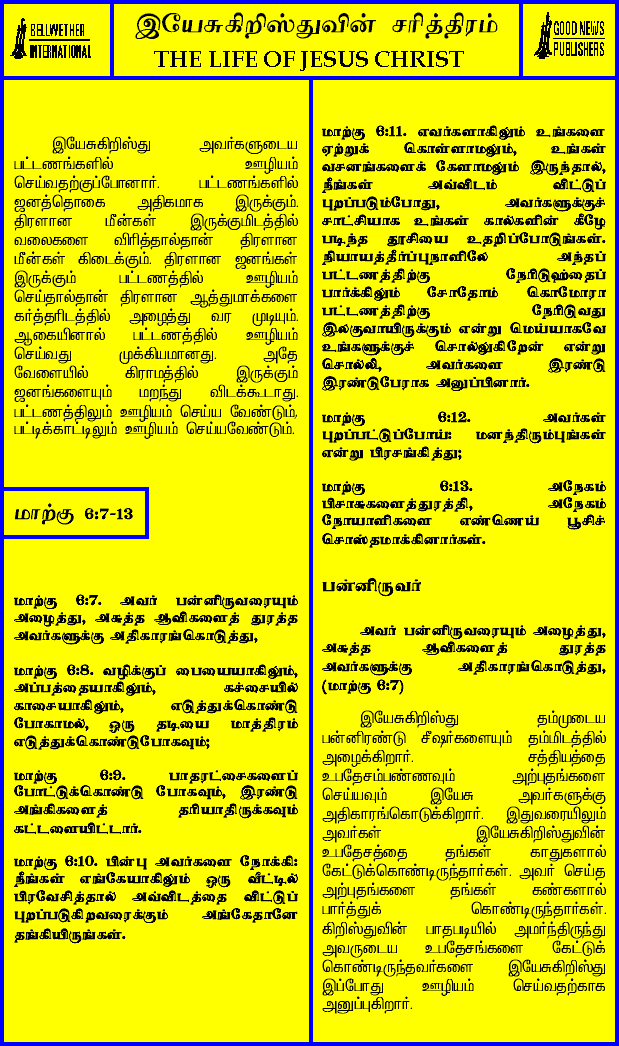 BELLWETHER
INTERNATIONAL
இயேசுகிறிஸ்துவின் சரித்திரம்
THE LIFE OF JESUS CHRIST
GOOD NEWS
PUBLISHERS
இயேசுகிறிஸ்து அவர்களுடைய
பட்டணங்களில் ஊழியம்
செய்வதற்குப்போனார். பட்டணங்களில்
ஜனத்தொகை அதிகமாக இருக்கும்.
திரளான மீன்கள் இருக்குமிடத்தில்
வலைகளை விரித்தால்தான் திரளான
மீன்கள் கிடைக்கும். திரளான ஜனங்கள்
இருக்கும் பட்டணத்தில் ஊழியம்
செய்தால்தான் திரளான ஆத்துமாக்களை
கர்த்தரிடத்தில் அழைத்து வர முடியும்.
ஆகையினால் பட்டணத்தில் ஊழியம்
செய்வது முக்கியமானது. அதே
வேளையில் கிராமத்தில் இருக்கும்
ஜனங்களையும் மறந்து விடக்கூடாது.
பட்டணத்திலும் ஊழியம் செய்ய வேண்டும்,
பட்டிக்காட்டிலும் ஊழியம் செய்யவேண்டும்.
மாற்கு 6:7-13
மாற்கு 6:7. அவர் பன்னிருவரையும்
அழைத்து, அசுத்த ஆவிகளைத் துரத்த
அவர்களுக்கு அதிகாரங்கொடுத்து,
மாற்கு 6:8. வழிக்குப் பையையாகிலும்,
அப்பத்தையாகிலும், கச்சையில்
காசையாகிலும், எடுத்துக்கொண்டு
போகாமல், ஒரு தடியை மாத்திரம்
எடுத்துக்கொண்டுபோகவும்;
மாற்கு 6:9. பாதரட்சைகளைப்
போட்டுக்கொண்டு போகவும், இரண்டு
அங்கிகளைத் தரியாதிருக்கவும்
கட்டளையிட்டார்.
மாற்கு 6:10. பின்பு அவர்களை நோக்கி:
நீங்கள் எங்கேயாகிலும் ஒரு வீட்டில்
பிரவேசித்தால் அவ்விடத்தை விட்டுப்
புறப்படுகிறவரைக்கும் அங்கேதானே
தங்கியிருங்கள்.
மாற்கு 6:11. எவர்களாகிலும் உங்களை
ஏற்றுக் கொள்ளாமலும், உங்கள்
வசனங்களைக் கேளாமலும் இருந்தால்,
நீங்கள் அவ்விடம் விட்டுப்
புறப்படும்போது, அவர்களுக்குச்
சாட்சியாக உங்கள் கால்களின் கீழே
படிந்த தூசியை உதறிப்போடுங்கள்.
நியாயத்தீர்ப்புநாளிலே அந்தப்
பட்டணத்திற்கு நேரிடுஹதைப்
பார்க்கிலும் சோதோம் கொமோரா
பட்டணத்திற்கு நேரிடுவது
இலகுவாயிருக்கும் என்று மெய்யாகவே
உங்களுக்குச் சொல்லுகிறேன் என்று
சொல்லி, அவர்களை இரண்டு
இரண்டுபேராக அனுப்பினார்.
மாற்கு 6:12. அவர்கள்
புறப்பட்டுப்போய்: மனந்திரும்புங்கள்
என்று பிரசங்கித்து;
மாற்கு 6:13. அநேகம்
பிசாசுகளைத்துரத்தி, அநேகம்
நோயாளிகளை எண்ணெய் பூசிச்
சொஸ்தமாக்கினார்கள்.
பன்னிருவர்
அவர் பன்னிருவரையும் அழைத்து,
அசுத்த ஆவிகளைத் துரத்த
அவர்களுக்கு அதிகாரங்கொடுத்து,
(மாற்கு 6:7)
இயேசுகிறிஸ்து தம்முடைய
பன்னிரண்டு சீஷர்களையும் தம்மிடத்தில்
அழைக்கிறார். சத்தியத்தை
உபதேசம்பண்ணவும் அற்புதங்களை
செய்யவும் இயேசு அவர்களுக்கு
அதிகாரங்கொடுக்கிறார். இதுவரையிலும்
அவர்கள் இயேசுகிறிஸ்துவின்
உபதேசத்தை தங்கள் காதுகளால்
கேட்டுக்கொண்டிருந்தார்கள். அவர் செய்த
அற்புதங்களை தங்கள் கண்களால்
பார்த்துக் கொண்டிருந்தார்கள்.
கிறிஸ்துவின் பாதபடியில் அமர்ந்திருந்து
அவருடைய உபதேசங்களை கேட்டுக்
கொண்டிருந்தவர்களை இயேசுகிறிஸ்து
இப்போது ஊழியம் செய்வதற்காக
அனுப்புகிறார்.